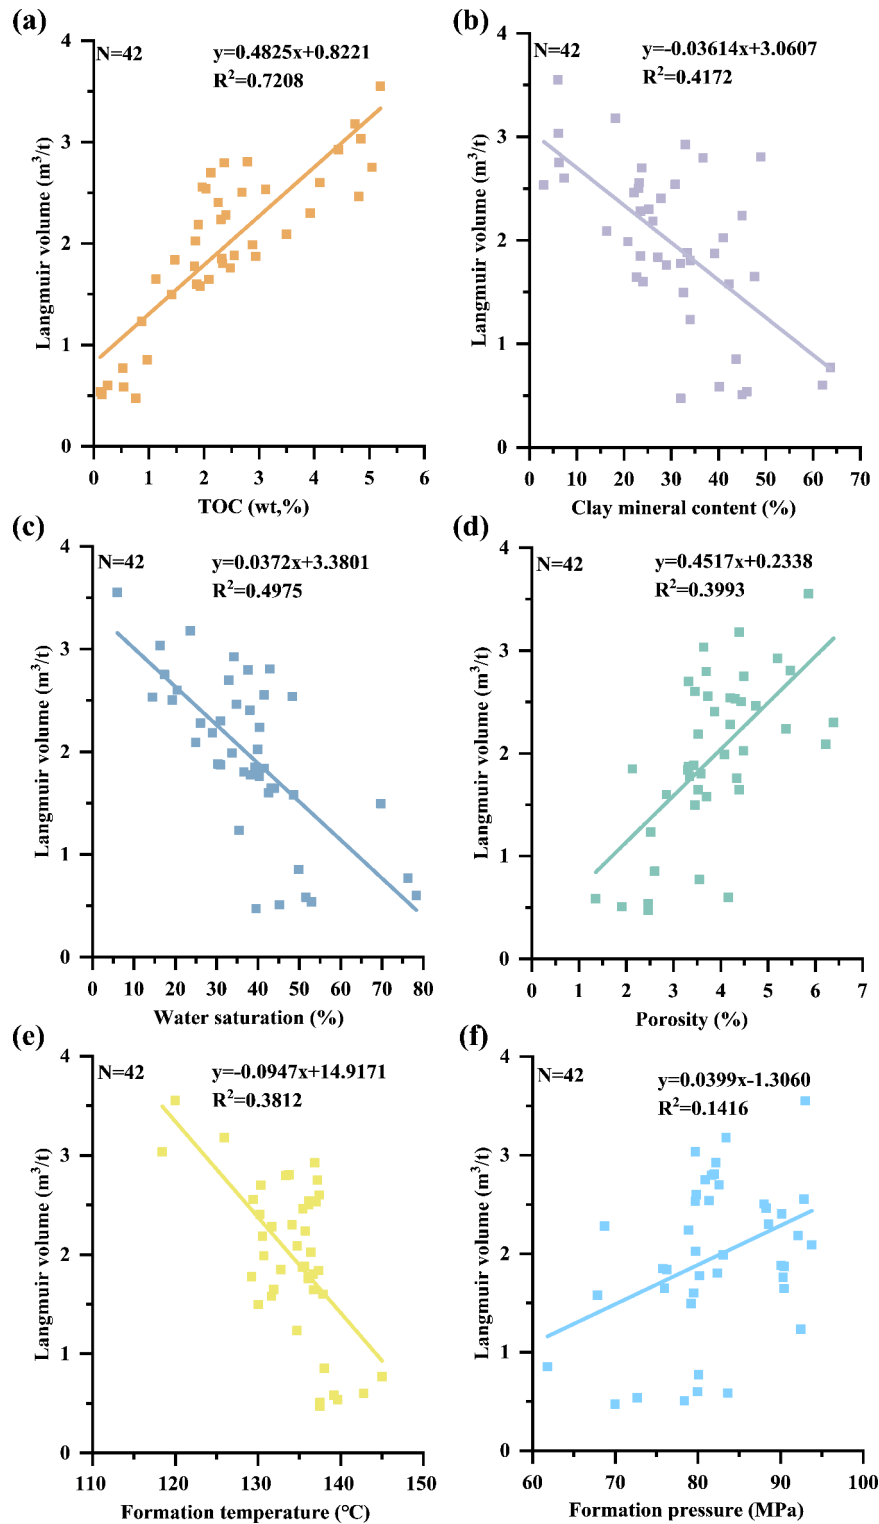 (a)
N=42
y=0.4825x+0.8221
R²=0.7208
Langmuir volume (m³/t)
4
3
2
1
0
0 1 2 3 4 5 6
TOC (wt,%)
(b)
N=42
y=-0.03614x+3.0607
R²=0.4172
Langmuir volume (m³/t)
4
3
2
1
0
0 10 20 30 40 50 60 70
Clay mineral content (%)
(c)
N=42
y=0.0372x+3.3801
R²=0.4975
Langmuir volume (m³/t)
4
3
2
1
0
0 10 20 30 40 50 60 70 80
Water saturation (%)
(d)
N=42
y=0.4517x+0.2338
R²=0.3993
Langmuir volume (m³/t)
4
3
2
1
0
0 1 2 3 4 5 6 7
Porosity (%)
(e)
N=42
y=-0.0947x+14.9171
R²=0.3812
Langmuir volume (m³/t)
4
3
2
1
0
110 120 130 140 150
Formation temperature (°C)
(f)
N=42
y=0.0399x-1.3060
R²=0.1416
Langmuir volume (m³/t)
4
3
2
1
0
60 70 80 90 100
Formation pressure (MPa)